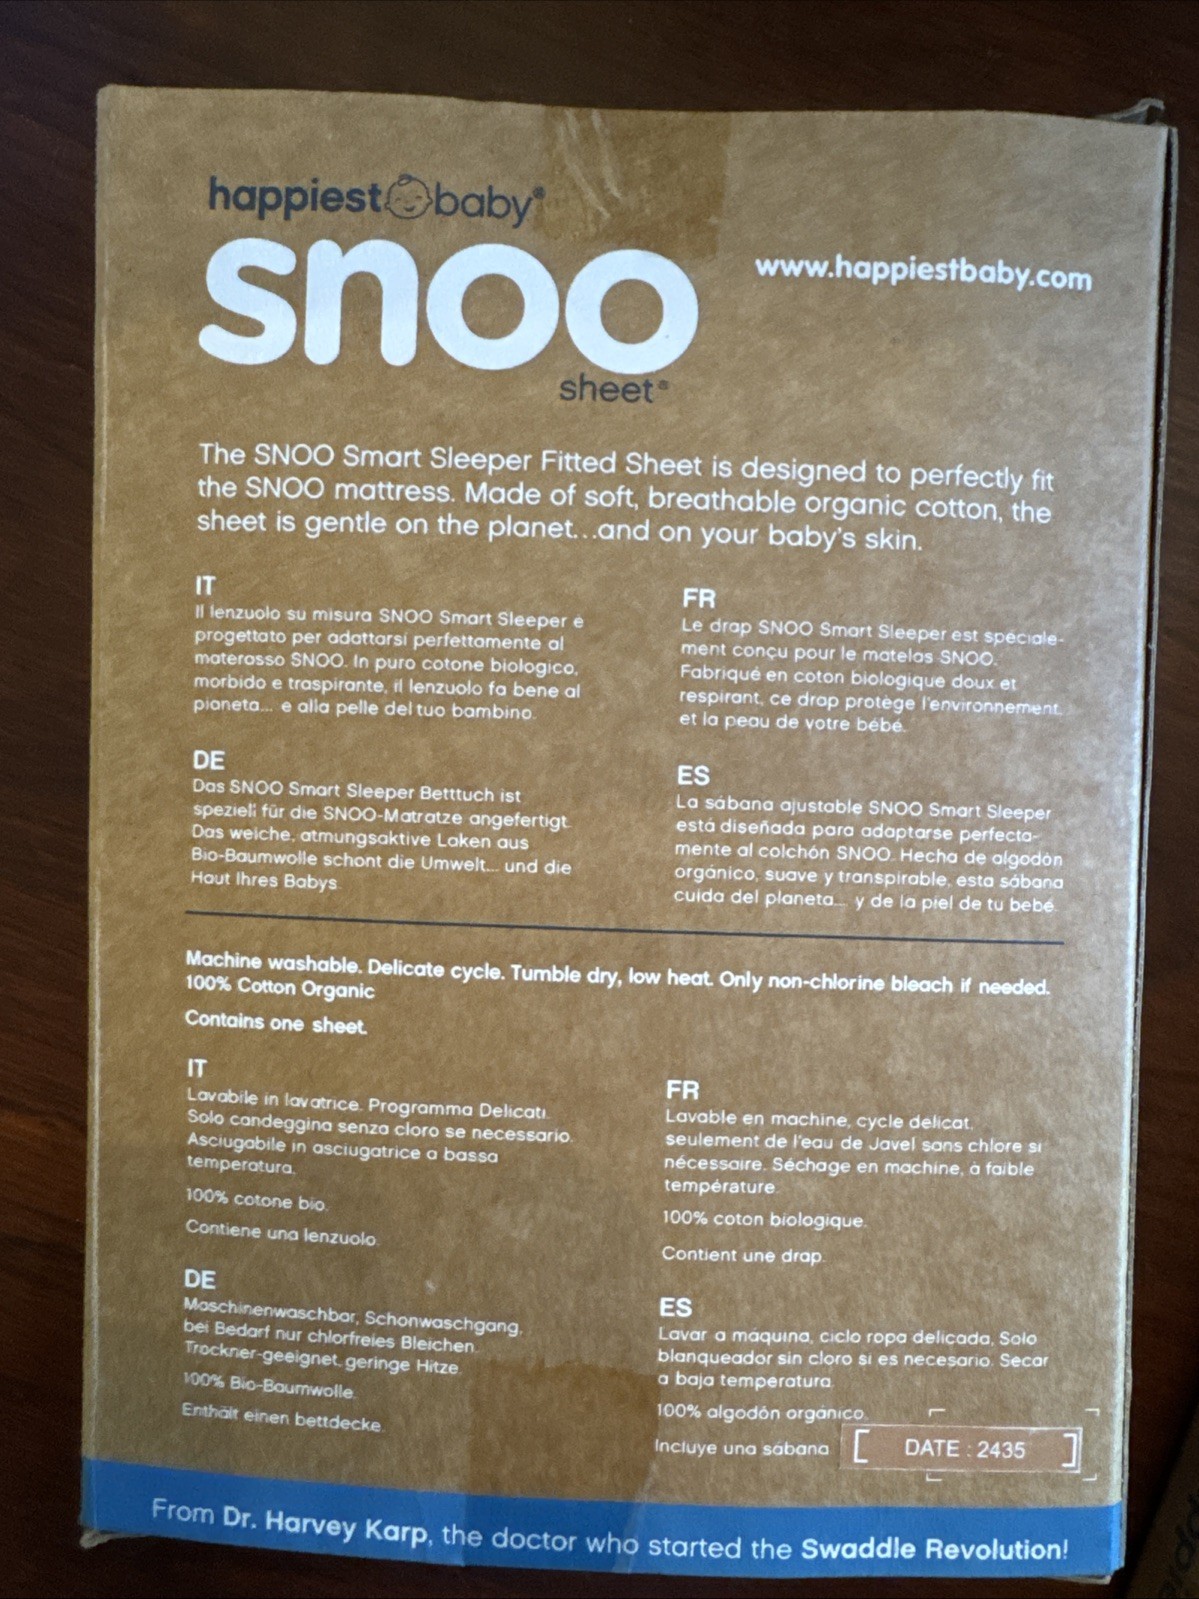 happiest baby®
snoo
sheet®
www.happiestbaby.com
The SNOO Smart Sleeper Fitted Sheet is designed to perfectly fit
the SNOO mattress. Made of soft, breathable organic cotton, the
sheet is gentle on the planet...and on your baby's skin.
IT
Il lenzuolo su misura SNOO Smart Sleeper è
progettato per adattarsi perfettamente al
materasso SNOO. In puro cotone biologico,
morbido e traspirante, il lenzuolo fa bene al
pianeta... e alla pelle del tuo bambino.
FR
Le drap SNOO Smart Sleeper est spéciale-
ment conçu pour le matelas SNOO.
Fabriqué en coton biologique doux et
respirant, ce drap protège l'environnement
et la peau de votre bébé.
DE
Das SNOO Smart Sleeper Betttuch ist
speziell für die SNOO-Matratze angefertigt.
Das weiche, atmungsaktive Laken aus
Bio-Baumwolle schont die Umwelt... und die
Haut Ihres Babys.
ES
La sábana ajustable SNOO Smart Sleeper
está diseñada para adaptarse perfecta-
mente al colchón SNOO. Hecha de algodón
orgánico, suave y transpirable, esta sábana
cuida del planeta... y de la piel de tu bebé.
Machine washable. Delicate cycle. Tumble dry, low heat. Only non-chlorine bleach if needed.
100% Cotton Organic
Contains one sheet.
IT
Lavabile in lavatrice. Programma Delicati.
Solo candeggina senza cloro se necessario.
Asciugabile in asciugatrice a bassa
temperatura.
100% cotone bio.
Contiene una lenzuolo.
FR
Lavable en machine, cycle délicat,
seulement de l'eau de Javel sans chlore si
nécessaire. Séchage en machine, à faible
température.
100% coton biologique.
Contient une drap.
DE
Maschinenwaschbar, Schonwaschgang,
bei Bedarf nur chlorfreies Bleichen.
Trockner-geeignet, geringe Hitze.
100% Bio-Baumwolle.
Enthält einen bettdecke.
ES
Lavar a máquina, ciclo ropa delicada. Solo
blanqueador sin cloro si es necesario. Secar
a baja temperatura.
100% algodón orgánico.
Incluye una sábana
[ DATE : 2435 ]
From Dr. Harvey Karp, the doctor who started the Swaddle Revolution!